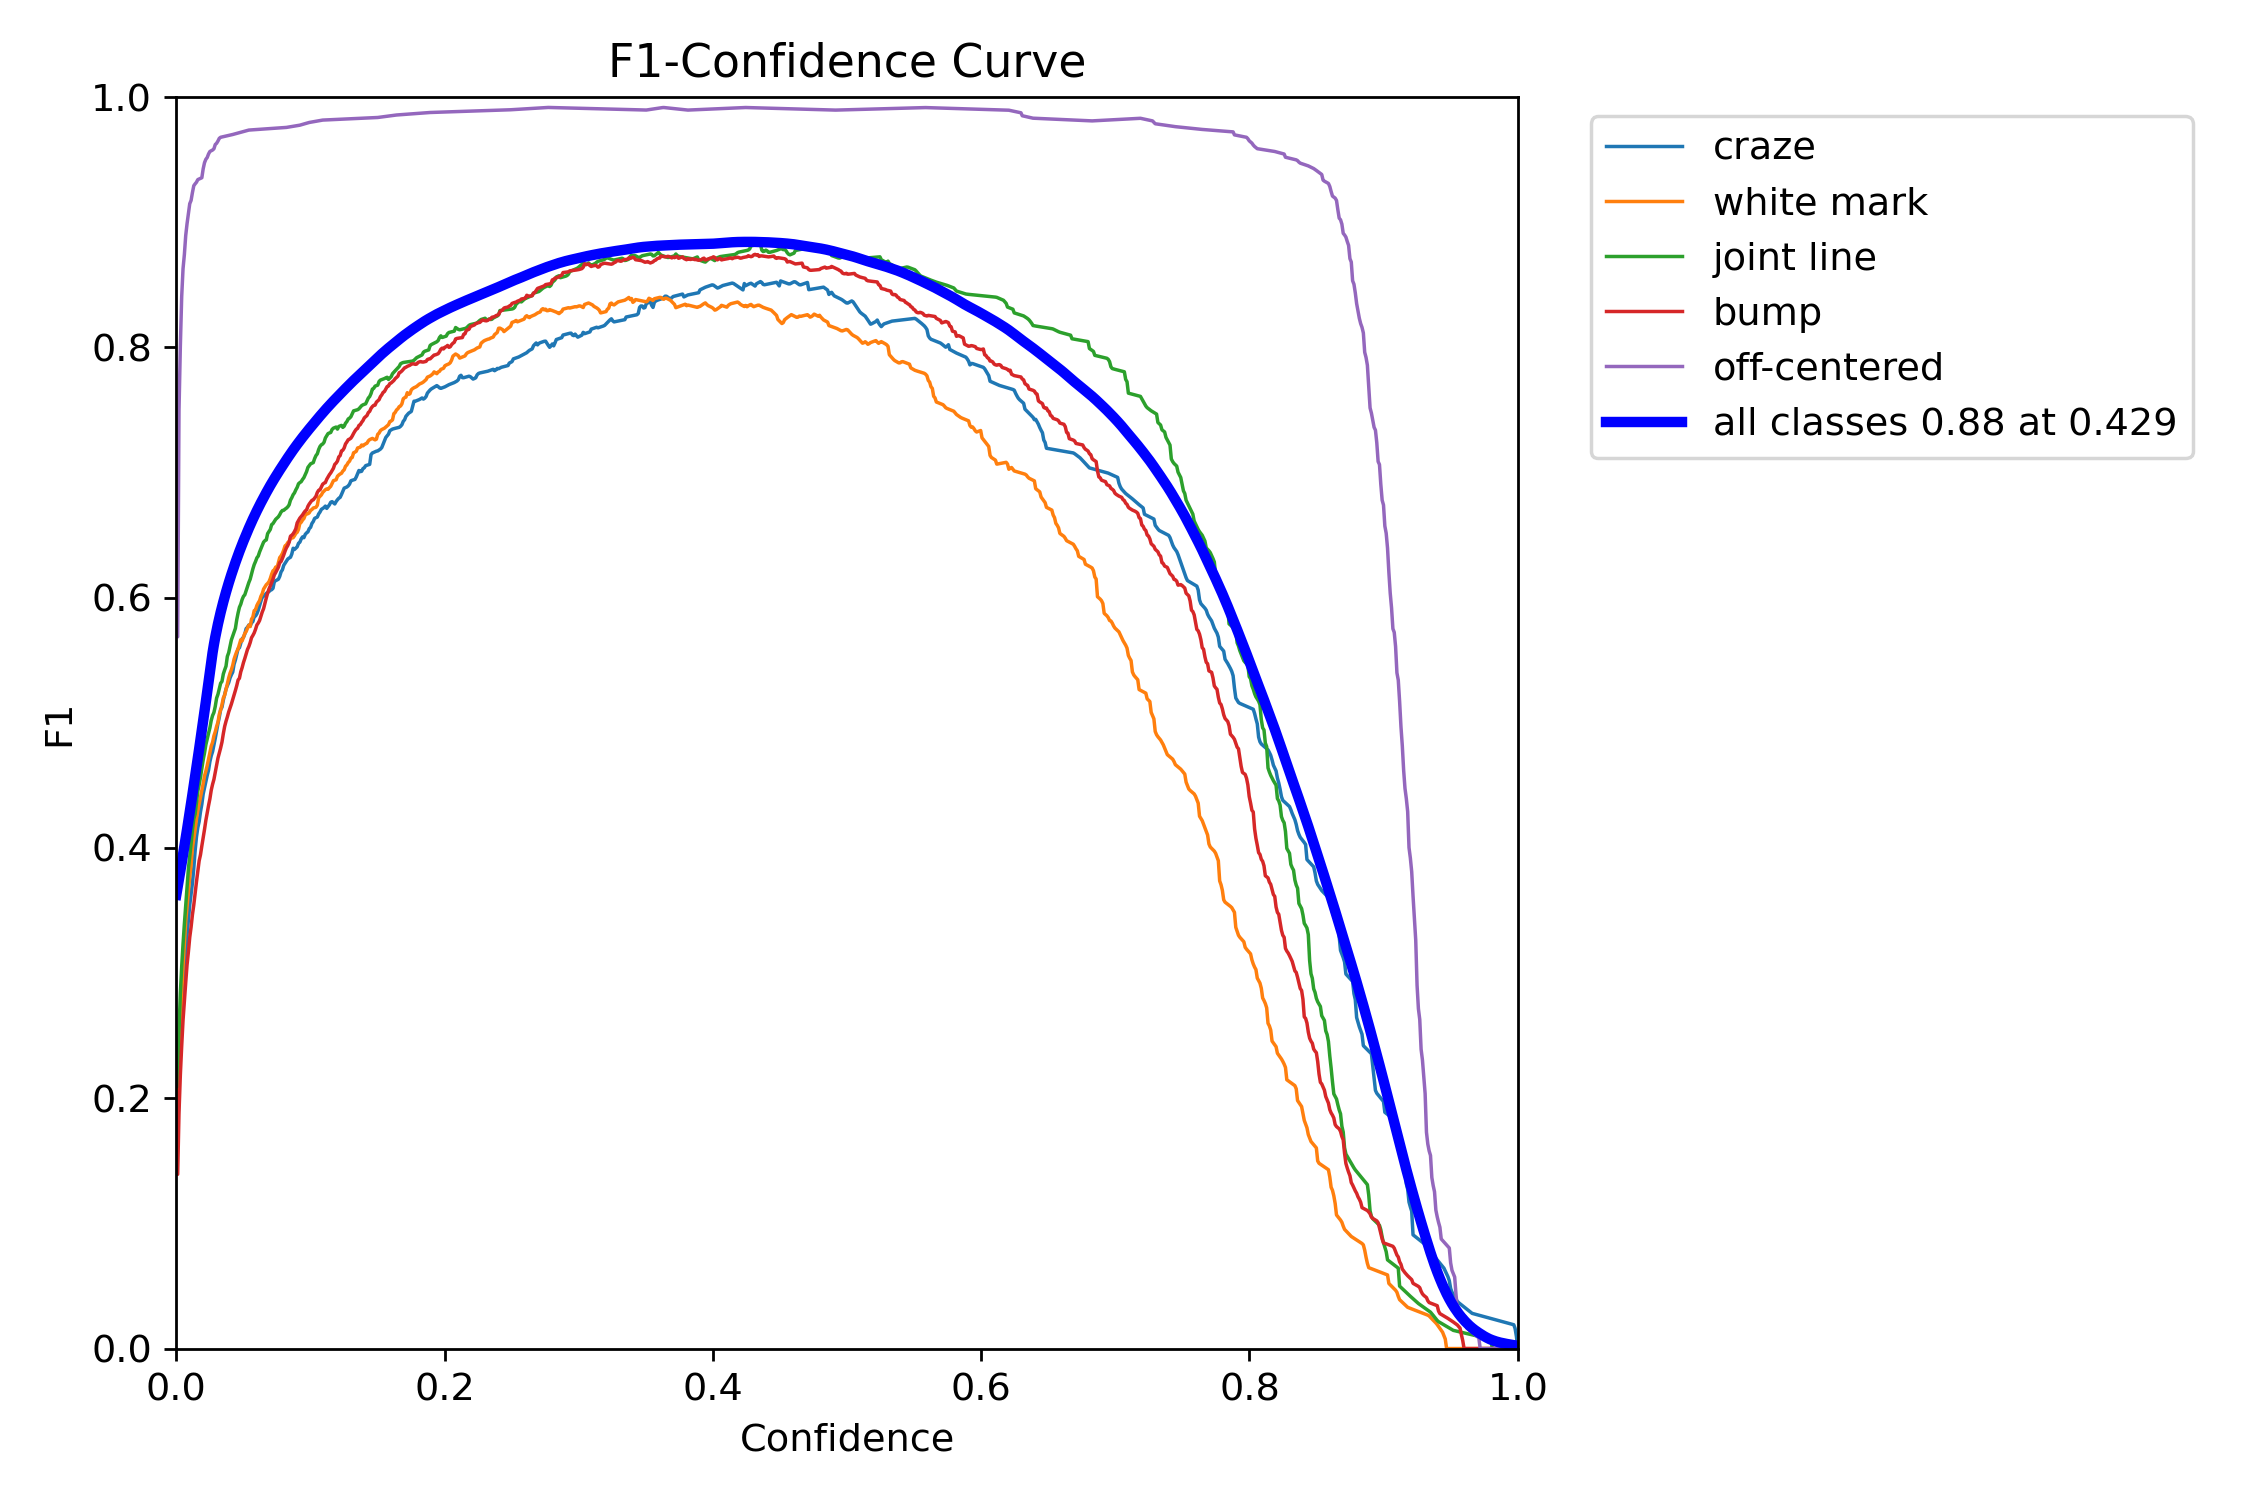 F1-Confidence Curve
1.0
0.8
0.6
0.4
0.2
0.0
F1
0.0 0.2 0.4 0.6 0.8 1.0
Confidence
craze
white mark
joint line
bump
off-centered
all classes 0.88 at 0.429